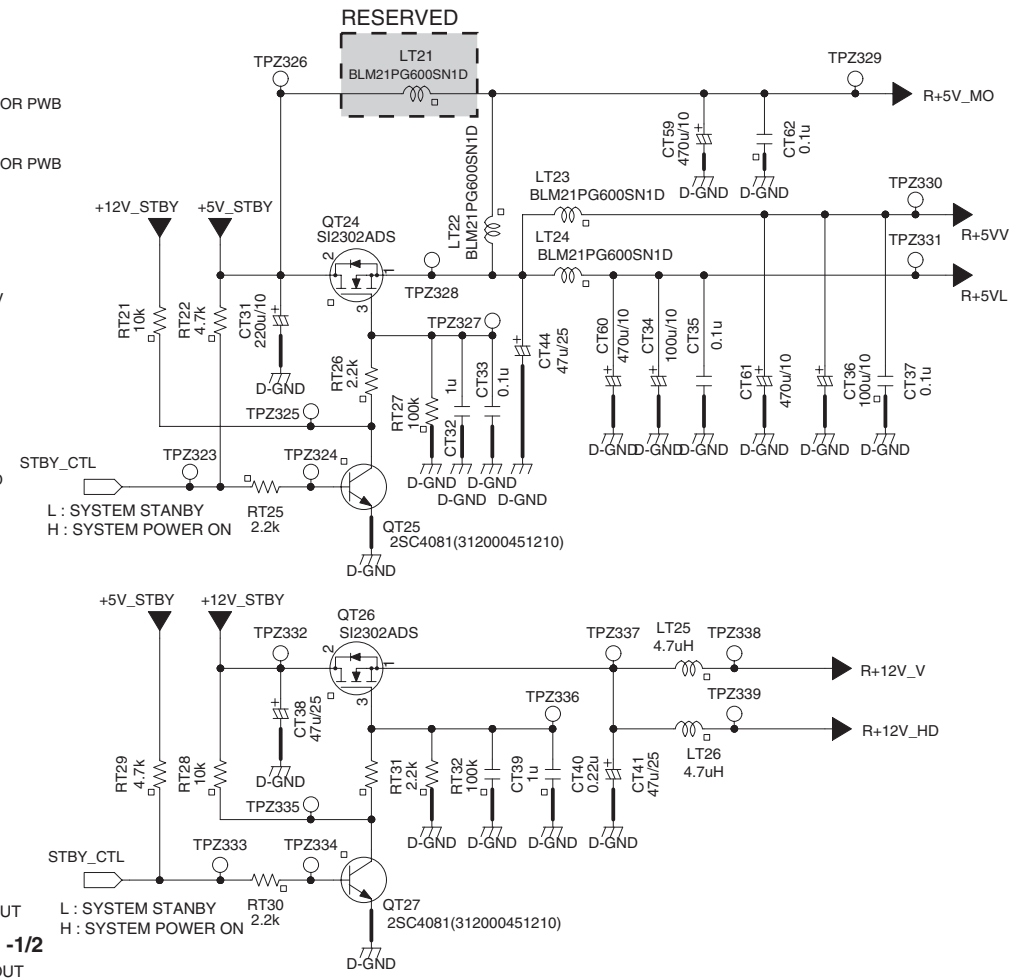 RESERVED
LT21
BLM21PG600SN1D
TPZ326
TPZ329
OR PWB
R+5V_MO
CT59
470u/10
CT62
0.1u
D-GND
D-GND
OR PWB
LT22
BLM21PG600SN1D
LT23
BLM21PG600SN1D
TPZ330
R+5VV
+12V_STBY
+5V_STBY
QT24
SI2302ADS
2
1
3
LT24
BLM21PG600SN1D
TPZ331
R+5VL
TPZ328
RT21
10k
RT22
4.7k
CT31
220u/10
D-GND
TPZ327
RT26
2.2k
RT27
100k
CT32
1u
CT33
0.1u
CT44
47u/25
CT60
470u/10
CT34
100u/10
CT35
0.1u
CT61
470u/10
CT36
100u/10
CT37
0.1u
TPZ325
D-GND
D-GND
D-GND
D-GND
D-GND
D-GND
D-GND
D-GND
D-GND
D-GND
STBY_CTL
TPZ323
TPZ324
L : SYSTEM STANBY
H : SYSTEM POWER ON
RT25
2.2k
QT25
2SC4081(312000451210)
D-GND
+5V_STBY
+12V_STBY
QT26
SI2302ADS
2
1
3
TPZ332
TPZ337
LT25
4.7uH
TPZ338
R+12V_V
CT38
47u/25
D-GND
TPZ336
TPZ339
R+12V_HD
LT26
4.7uH
RT29
4.7k
RT28
10k
RT31
2.2k
RT32
100k
CT39
1u
CT40
0.22u
CT41
47u/25
TPZ335
D-GND
D-GND
D-GND
D-GND
STBY_CTL
TPZ333
TPZ334
L : SYSTEM STANBY
H : SYSTEM POWER ON
RT30
2.2k
QT27
2SC4081(312000451210)
D-GND
UT
-1/2
OUT